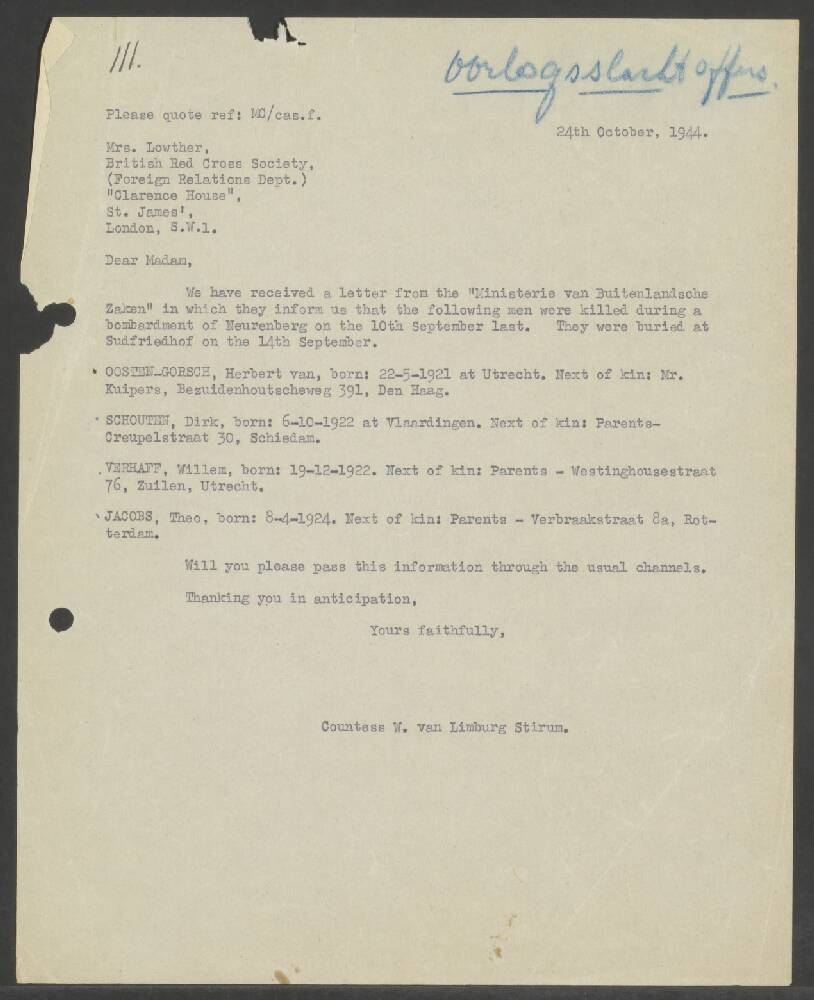 III.
Oorlogsslachtoffers.
Please quote ref: MC/cas.f.
24th October, 1944.
Mrs. Lowther,
British Red Cross Society,
(Foreign Relations Dept.)
"Clarence House",
St. James',
London, S.W.1.
Dear Madam,
We have received a letter from the "Ministerie van Buitenlandsche
Zaken" in which they inform us that the following men were killed during a
bombardment of Neurenberg on the 10th September last. They were buried at
Sudfriedhof on the 14th September.
OOSTEN-GORSCH, Herbert van, born: 22-5-1921 at Utrecht. Next of kin: Mr.
Kuipers, Bezuidenhoutscheweg 391, Den Haag.
SCHOUTEN, Dirk, born: 6-10-1922 at Vlaardingen. Next of kin: Parents-
Creupelstraat 30, Schiedam.
VERHAFF, Willem, born: 19-12-1922. Next of kin: Parents - Westinghousestraat
76, Zuilen, Utrecht.
JACOBS, Theo, born: 8-4-1924. Next of kin: Parents - Verbraakstraat 8a, Rot-
terdam.
Will you please pass this information through the usual channels.
Thanking you in anticipation,
Yours faithfully,
Countess W. van Limburg Stirum.